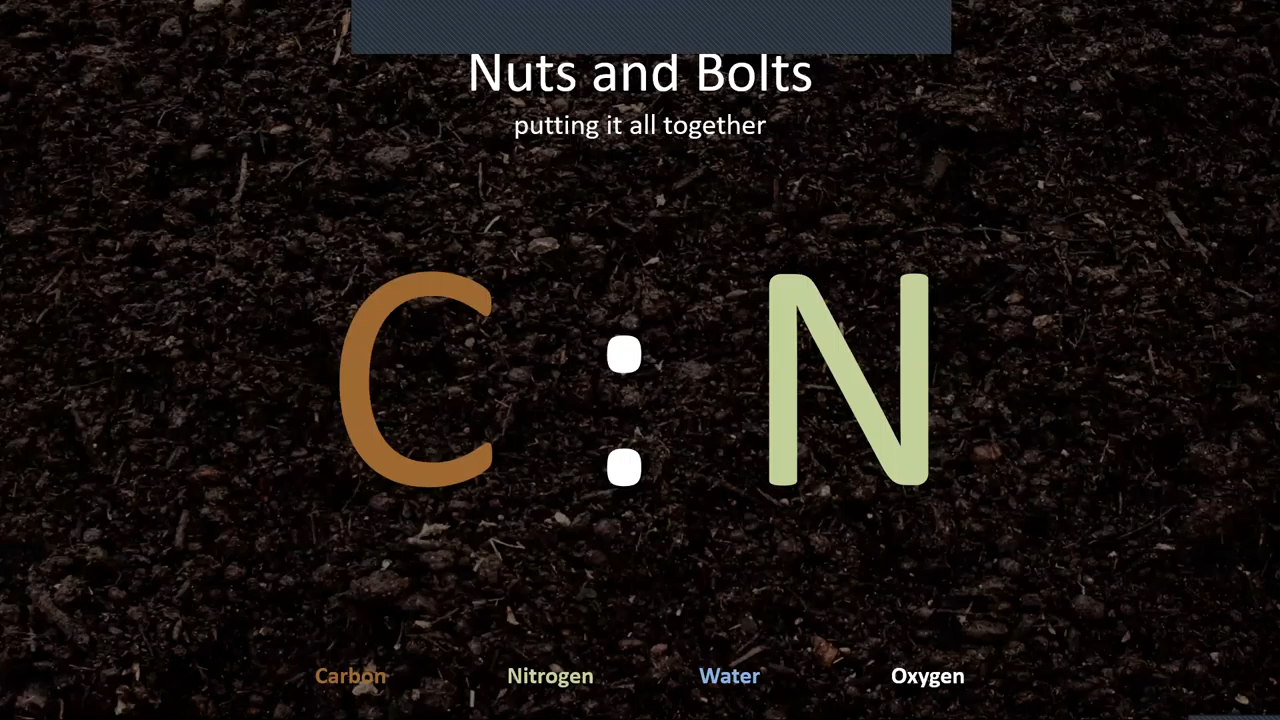 Nuts and Bolts
putting it all together
C : N
Carbon Nitrogen Water Oxygen